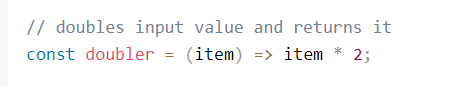 // doubles input value and returns it
const doubler = (item) => item * 2;